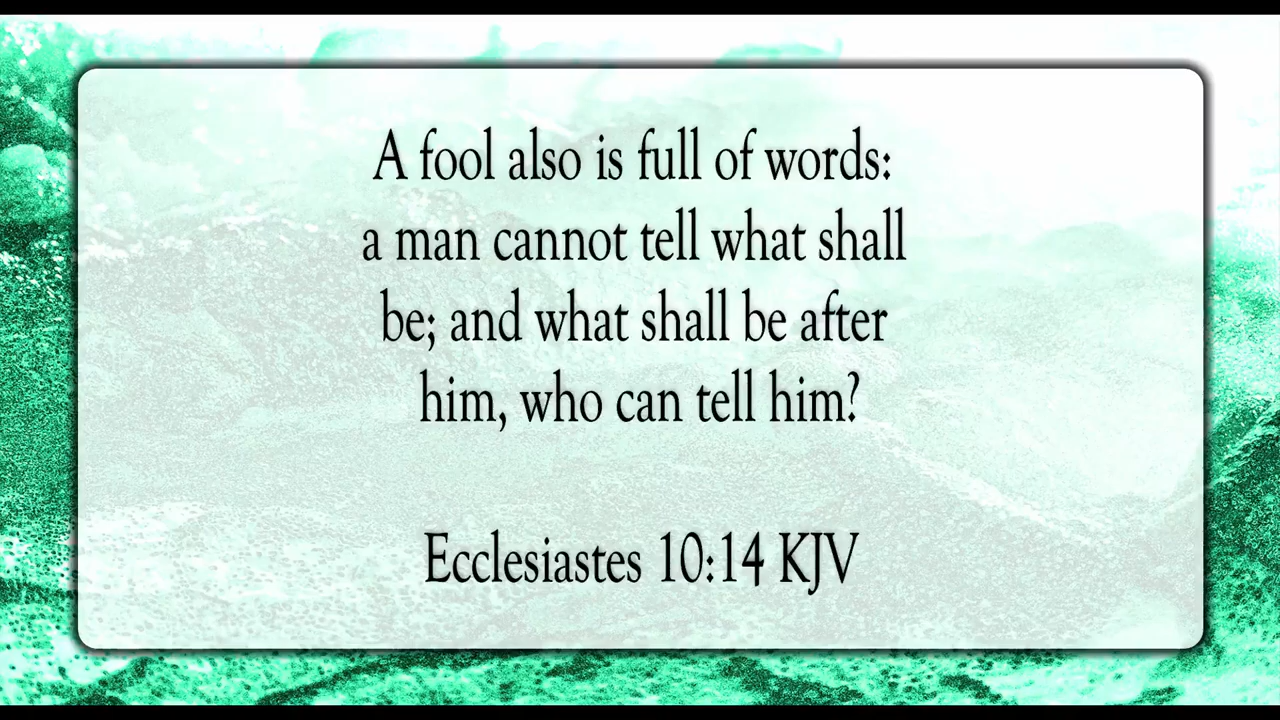 A fool also is full of words:
a man cannot tell what shall
be; and what shall be after
him, who can tell him?
Ecclesiastes 10:14 KJV